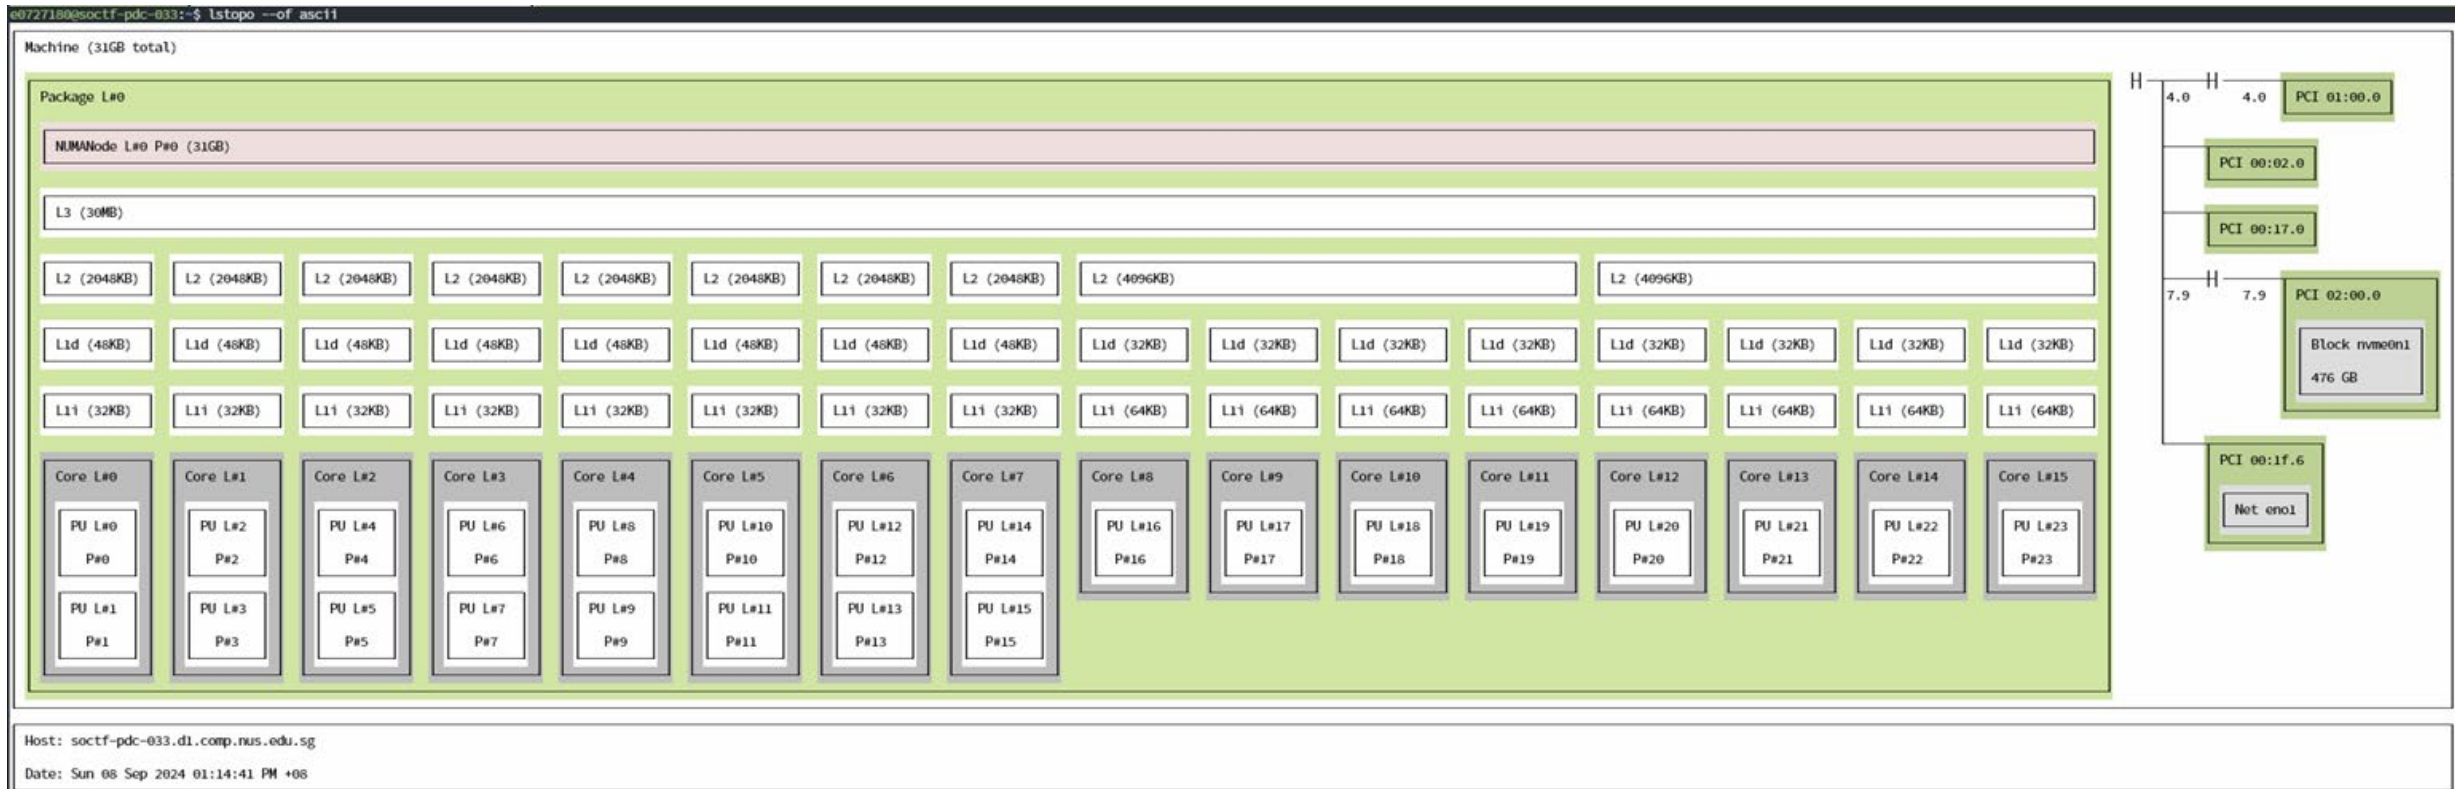 e0727180@soctf-pdc-033:~$ lstopo --of ascii
Machine (31GB total)
Package L#0
NUMANode L#0 P#0 (31GB)
L3 (30MB)
L2 (2048KB) L2 (2048KB) L2 (2048KB) L2 (2048KB) L2 (2048KB) L2 (2048KB) L2 (2048KB) L2 (2048KB) L2 (4096KB) L2 (4096KB)
L1d (48KB) L1d (48KB) L1d (48KB) L1d (48KB) L1d (48KB) L1d (48KB) L1d (48KB) L1d (48KB) L1d (32KB) L1d (32KB) L1d (32KB) L1d (32KB) L1d (32KB) L1d (32KB) L1d (32KB) L1d (32KB)
L1i (32KB) L1i (32KB) L1i (32KB) L1i (32KB) L1i (32KB) L1i (32KB) L1i (32KB) L1i (32KB) L1i (64KB) L1i (64KB) L1i (64KB) L1i (64KB) L1i (64KB) L1i (64KB) L1i (64KB) L1i (64KB)
Core L#0 Core L#1 Core L#2 Core L#3 Core L#4 Core L#5 Core L#6 Core L#7 Core L#8 Core L#9 Core L#10 Core L#11 Core L#12 Core L#13 Core L#14 Core L#15
PU L#0 PU L#2 PU L#4 PU L#6 PU L#8 PU L#10 PU L#12 PU L#14 PU L#16 PU L#17 PU L#18 PU L#19 PU L#20 PU L#21 PU L#22 PU L#23
P#0 P#2 P#4 P#6 P#8 P#10 P#12 P#14 P#16 P#17 P#18 P#19 P#20 P#21 P#22 P#23
PU L#1 PU L#3 PU L#5 PU L#7 PU L#9 PU L#11 PU L#13 PU L#15
P#1 P#3 P#5 P#7 P#9 P#11 P#13 P#15
4.0 4.0 PCI 01:00.0
PCI 00:02.0
PCI 00:17.0
7.9 7.9 PCI 02:00.0
Block nvme0n1
476 GB
PCI 00:1f.6
Net eno1
Host: soctf-pdc-033.d1.comp.nus.edu.sg
Date: Sun 08 Sep 2024 01:14:41 PM +08